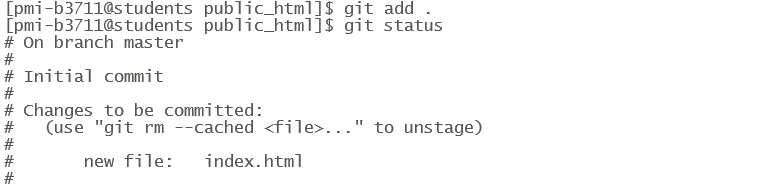 [pmi-b3711@students public_html]$ git add .
[pmi-b3711@students public_html]$ git status
# On branch master
#
# Initial commit
#
# Changes to be committed:
#   (use "git rm --cached <file>..." to unstage)
#
#       new file:   index.html
#